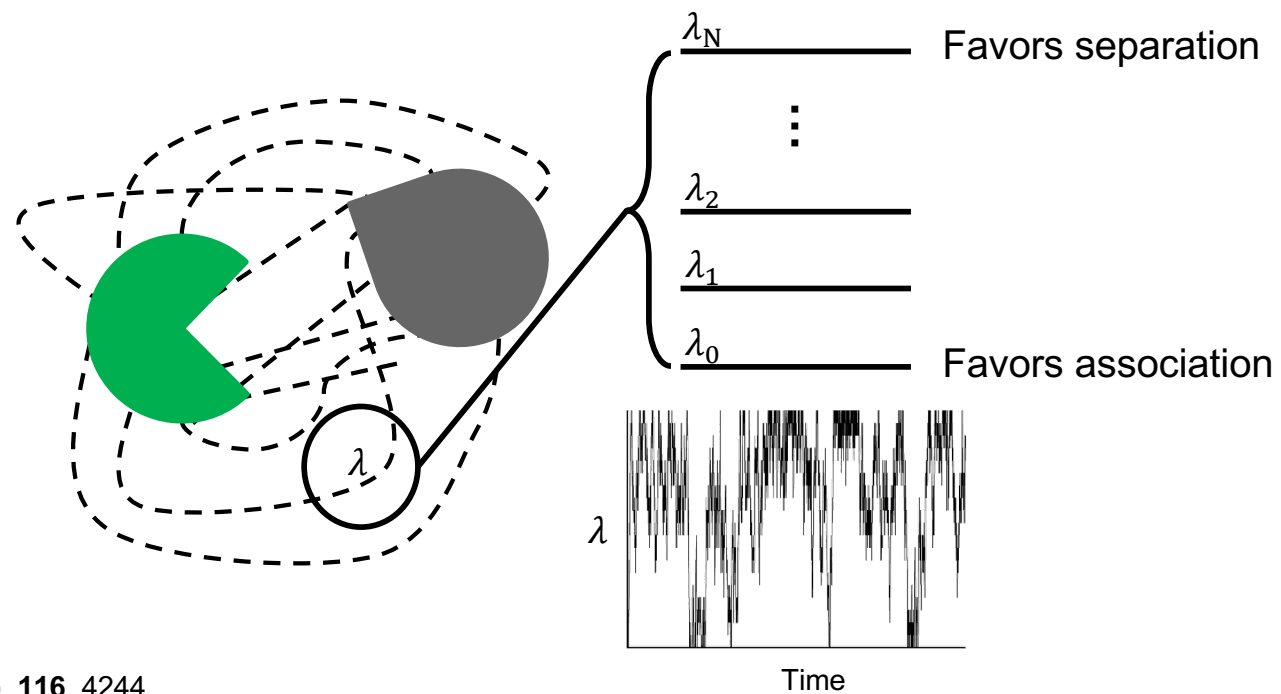 λN Favors separation
⋮
λ2
λ1
λ0 Favors association
λ
λ
Time
116, 4244